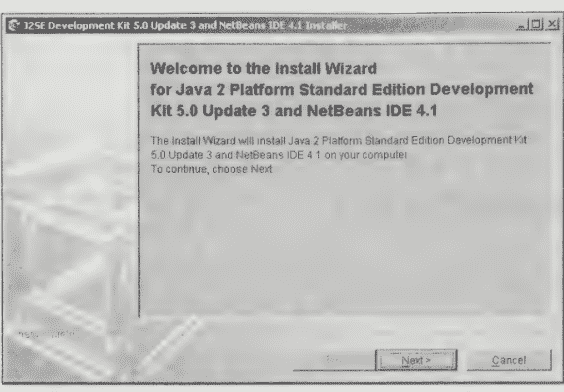 J2SE Development Kit 5.0 Update 3 and NetBeans IDE 4.1 Installer
Welcome to the Install Wizard
for Java 2 Platform Standard Edition Development
Kit 5.0 Update 3 and NetBeans IDE 4.1
The Install Wizard will install Java 2 Platform Standard Edition Development Kit
5.0 Update 3 and NetBeans IDE 4.1 on your computer
To continue, choose Next
Next >
Cancel